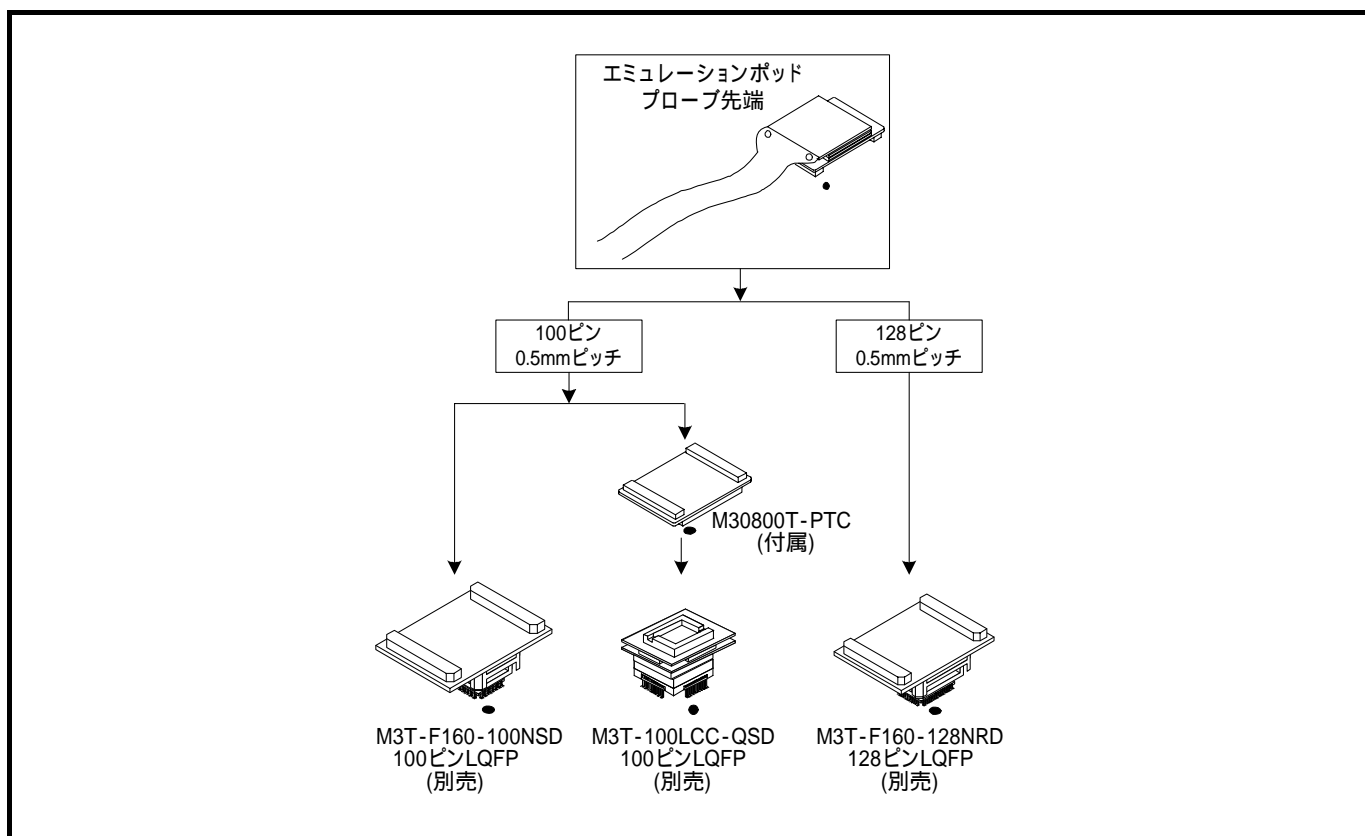 エミュレーションポッド
プローブ先端
100ピン
0.5mmピッチ
128ピン
0.5mmピッチ
M30800T-PTC
(付属)
M3T-F160-100NSD
100ピンLQFP
(別売)
M3T-100LCC-QSD
100ピンLQFP
(別売)
M3T-F160-128NRD
128ピンLQFP
(別売)